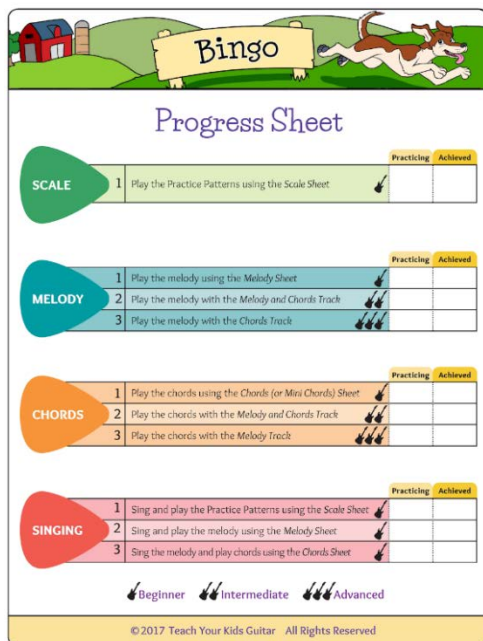 Bingo
Progress Sheet
Practicing Achieved
SCALE
1 Play the Practice Patterns using the Scale Sheet
Practicing Achieved
MELODY
1 Play the melody using the Melody Sheet
2 Play the melody with the Melody and Chords Track
3 Play the melody with the Chords Track
Practicing Achieved
CHORDS
1 Play the chords using the Chords (or Mini Chords) Sheet
2 Play the chords with the Melody and Chords Track
3 Play the chords with the Melody Track
Practicing Achieved
SINGING
1 Sing and play the Practice Patterns using the Scale Sheet
2 Sing and play the melody using the Melody Sheet
3 Sing the melody and play chords using the Chords Sheet
Beginner Intermediate Advanced
©2017 Teach Your Kids Guitar All Rights Reserved